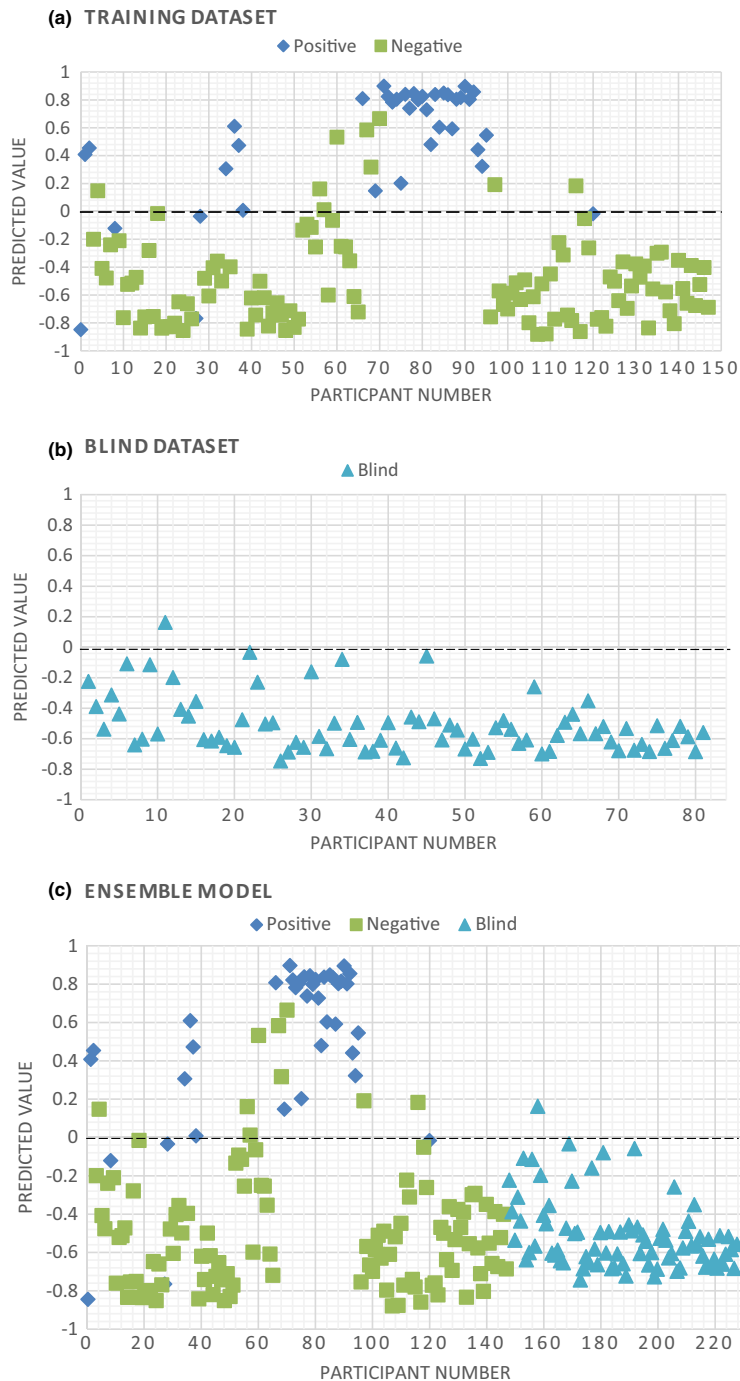 (a) TRAINING DATASET
Positive Negative
1
0.8
0.6
0.4
0.2
0
-0.2
-0.4
-0.6
-0.8
-1
PREDICTED VALUE
0 10 20 30 40 50 60 70 80 90 100 110 120 130 140 150
PARTICPANT NUMBER
(b) BLIND DATASET
Blind
1
0.8
0.6
0.4
0.2
0
-0.2
-0.4
-0.6
-0.8
-1
PREDICTED VALUE
0 10 20 30 40 50 60 70 80
PARTICIPANT NUMBER
(c) ENSEMBLE MODEL
Positive Negative Blind
1
0.8
0.6
0.4
0.2
0
-0.2
-0.4
-0.6
-0.8
-1
PREDICTED VALUE
0 20 40 60 80 100 120 140 160 180 200 220
PARTICIPANT NUMBER